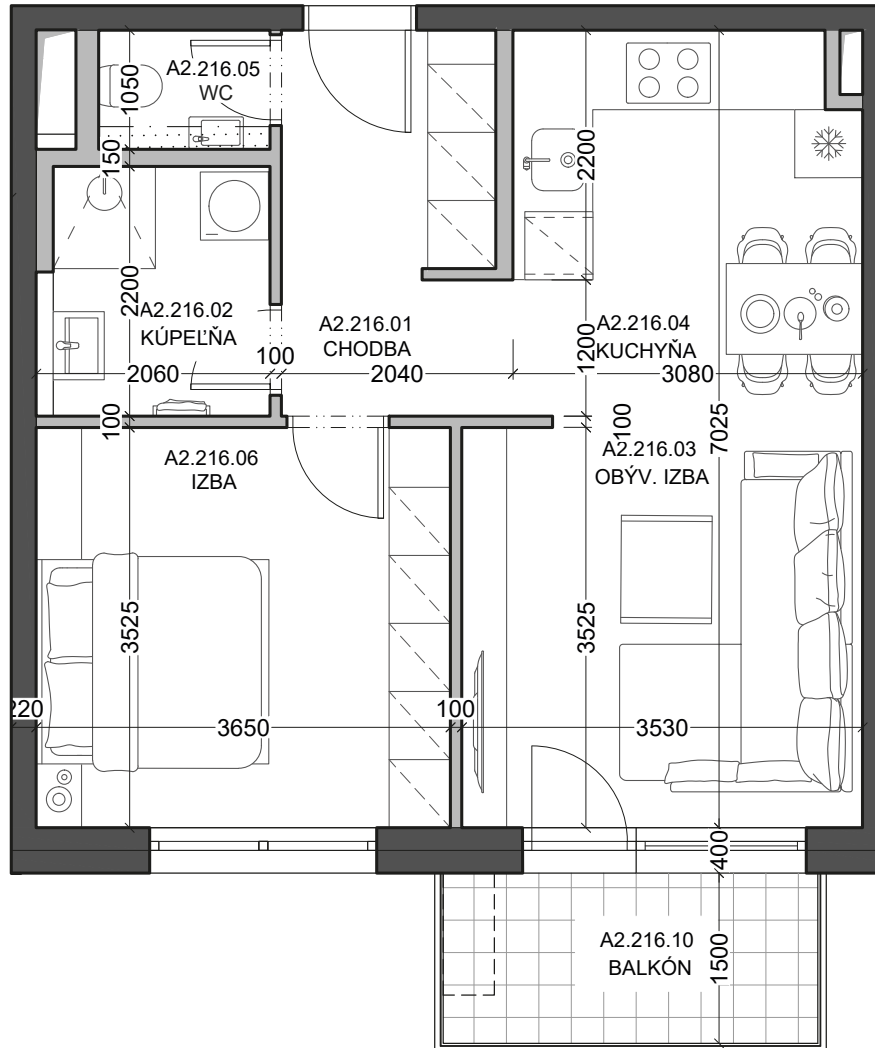 A2.216.05
WC
1050
150
2200
2200
A2.216.02
KÚPEĽŇA
A2.216.01
CHODBA
A2.216.04
KUCHYŇA
1200
100
2060
2040
3080
100
100
7025
A2.216.06
IZBA
A2.216.03
OBÝV. IZBA
3525
3525
220
3650
100
3530
400
A2.216.10
BALKÓN
1500